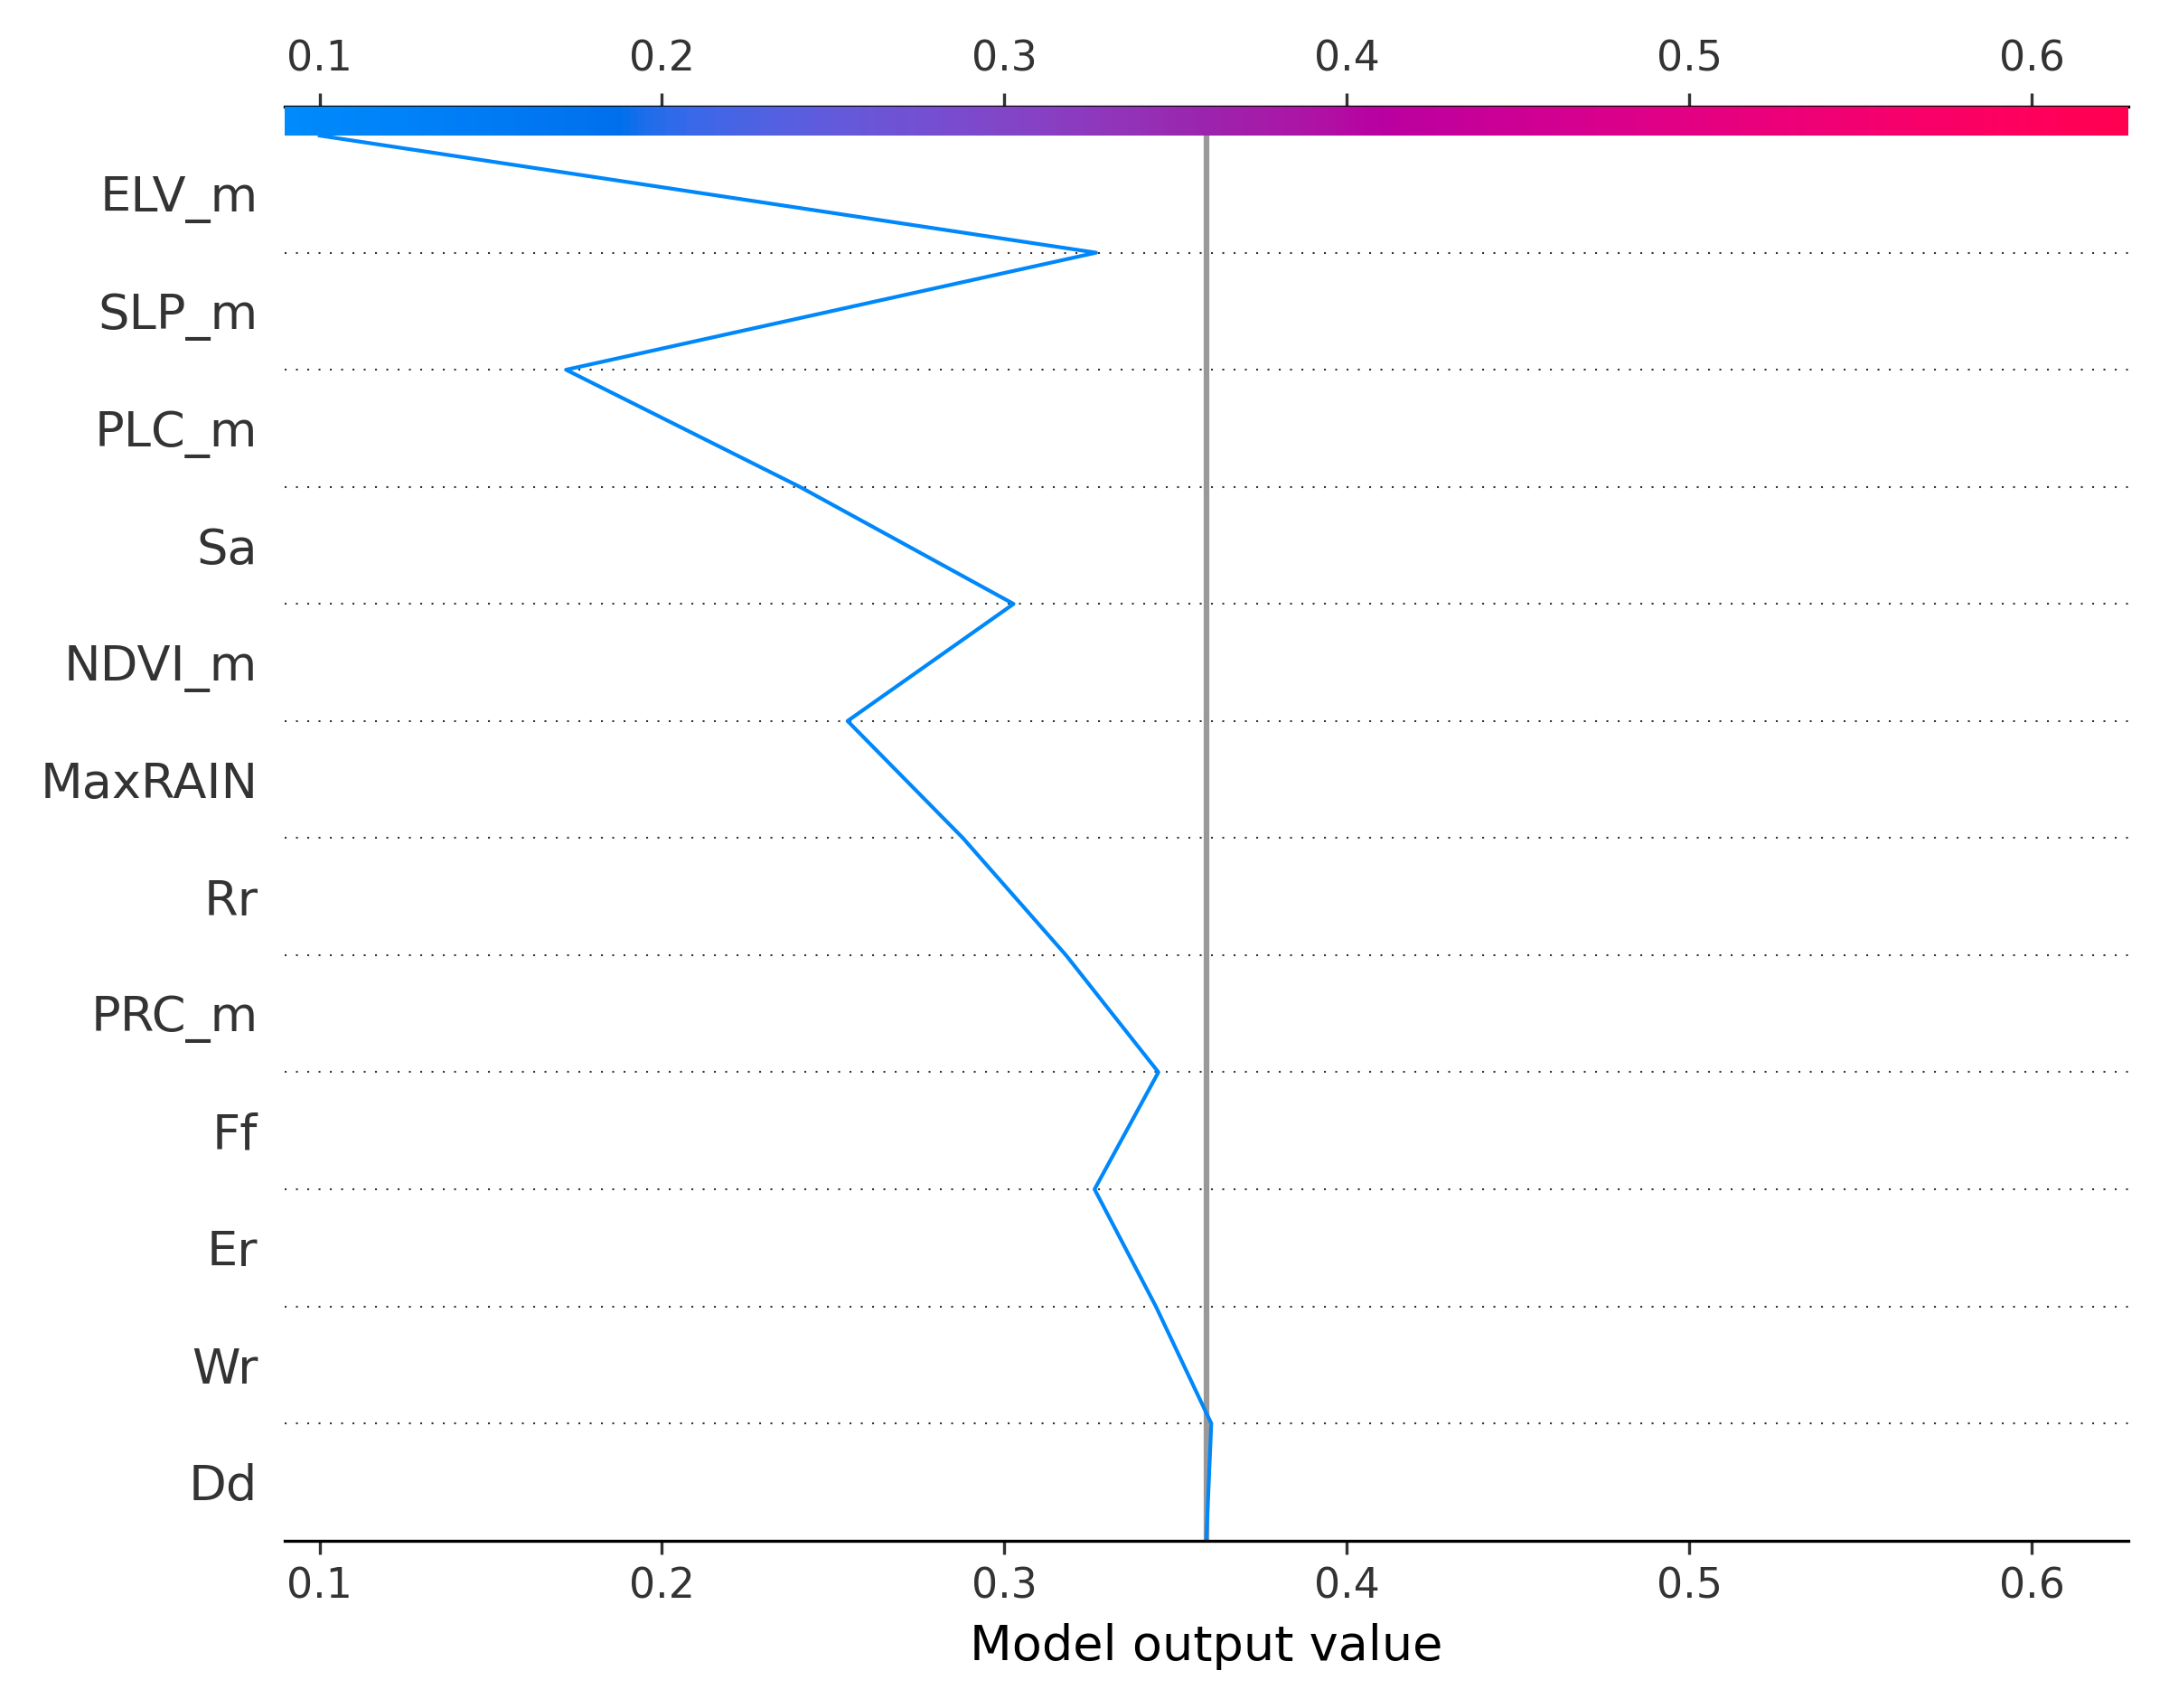 0.1 0.2 0.3 0.4 0.5 0.6
ELV_m
SLP_m
PLC_m
Sa
NDVI_m
MaxRAIN
Rr
PRC_m
Ff
Er
Wr
Dd
0.1 0.2 0.3 0.4 0.5 0.6
Model output value